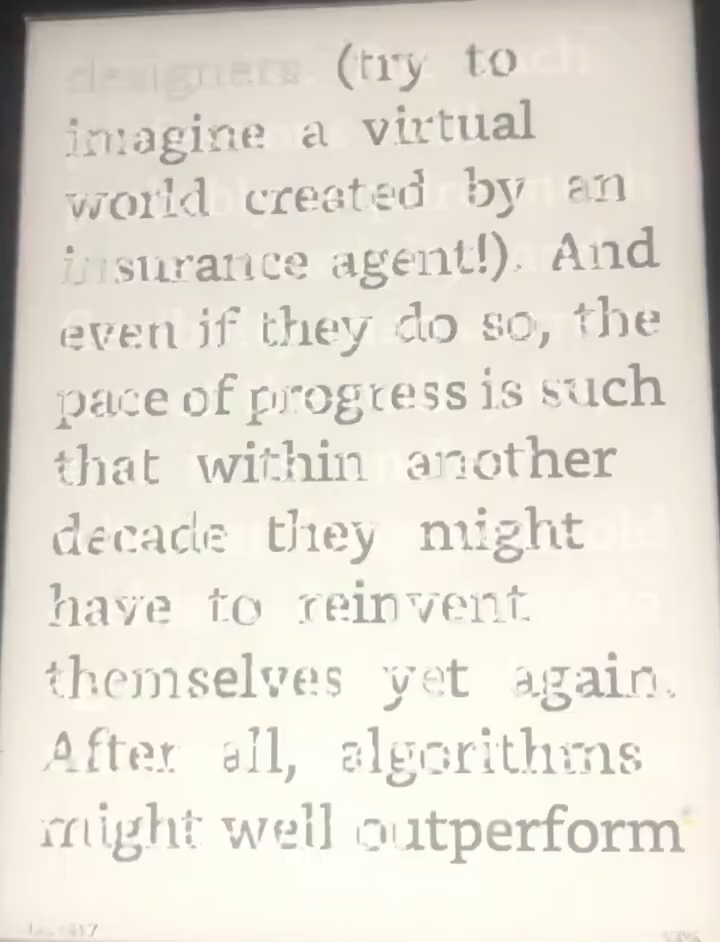 designers (try to
imagine a virtual
world created by an
insurance agent!). And
even if they do so, the
pace of progress is such
that within another
decade they might
have to reinvent
themselves yet again.
After all, algorithms
might well outperform